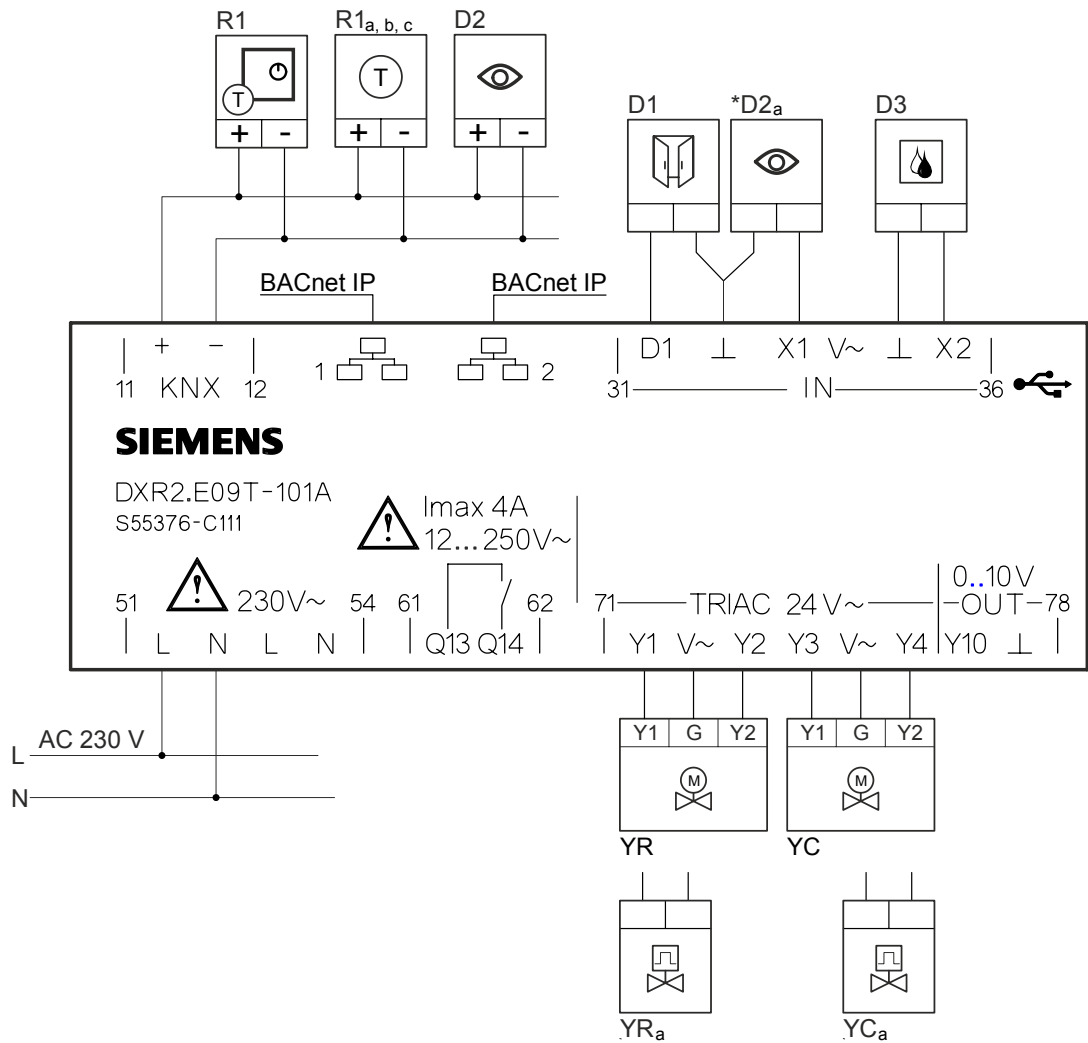 R1 R1a, b, c D2
T T
+ - + - + -
D1 *D2a D3
BACnet IP BACnet IP
+ - 1 2 D1 ⊥ X1 V~ ⊥ X2
11 KNX 12 31 IN 36
SIEMENS
DXR2.E09T-101A
S55376-C111
! Imax 4A
12...250V~
0..10V
51 ! 230V~ 54 61 62 71 TRIAC 24V~ OUT 78
L N L N Q13 Q14 Y1 V~ Y2 Y3 V~ Y4 Y10 ⊥
Y1 G Y2 Y1 G Y2
L AC 230 V
M M
N
YR YC
YRa YCa